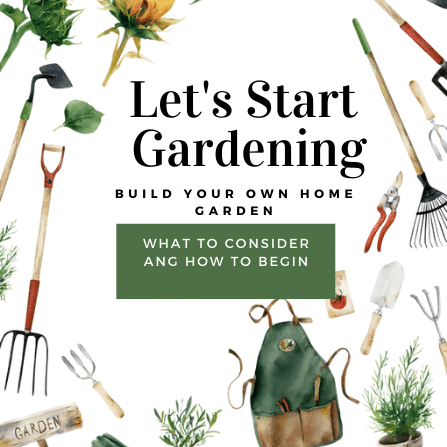 Let's Start
Gardening
BUILD YOUR OWN HOME
GARDEN
WHAT TO CONSIDER
ANG HOW TO BEGIN
GARDEN